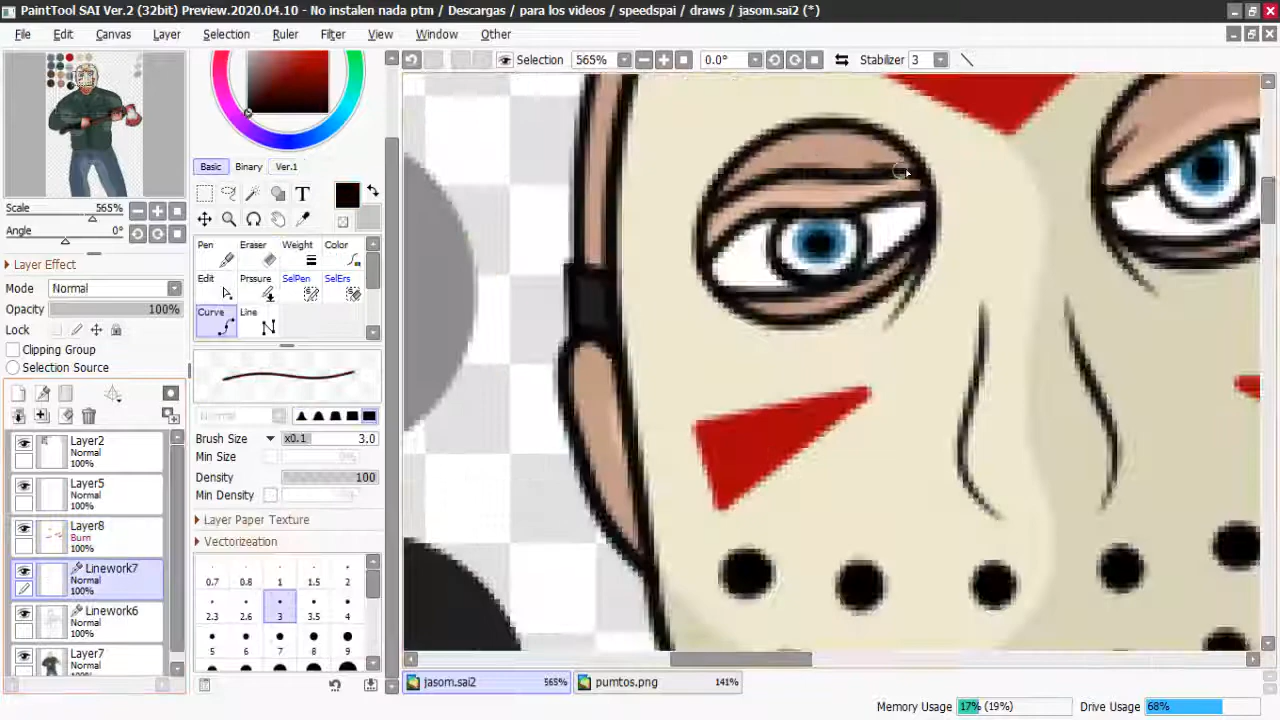 PaintTool SAI Ver.2 (32bit) Preview.2020.04.10 - No instalen nada ptm / Descargas / para los videos / speedspai / draws / jasom.sai2 (*)
File Edit Canvas Layer Selection Ruler Filter View Window Other
Selection 565% 0.0° Stabilizer 3
Basic Binary Ver.1
Scale 565%
Angle 0°
Layer Effect
Mode Normal
Opacity 100%
Lock
Clipping Group
Selection Source
T
Pen Eraser Weight Color
Edit Prssure SelPen SelErs
Curve Line
Normal
Brush Size x0.1 3.0
Min Size 0%
Density 100
Min Density 0%
Layer Paper Texture
Vectorization
0.7 0.8 1 1.5 2
2.3 2.6 3 3.5 4
5 6 7 8 9
Layer2
Normal
100%
Layer5
Normal
100%
Layer8
Burn
100%
Linework7
Normal
100%
Linework6
Normal
100%
Layer7
Normal
jasom.sai2 565% pumtos.png 141%
Memory Usage 17% (19%) Drive Usage 68%